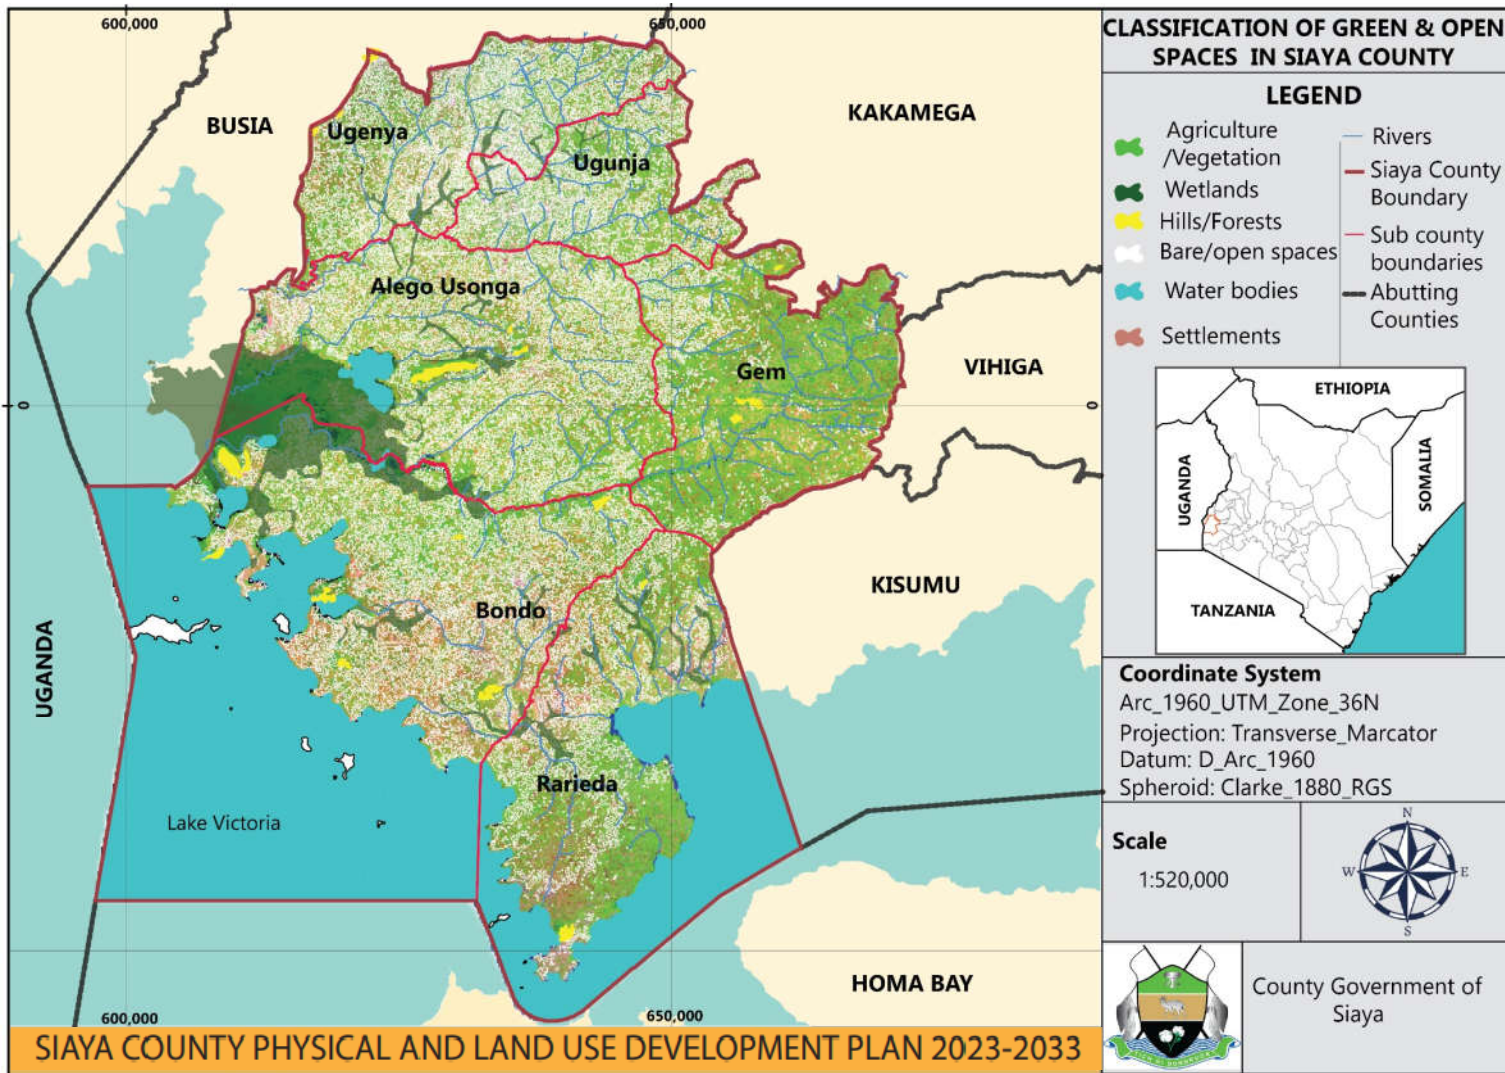 600,000
650,000
BUSIA
KAKAMEGA
Ugenya
Ugunja
Alego Usonga
Gem
VIHIGA
0
0
KISUMU
Bondo
UGANDA
Rarieda
Lake Victoria
HOMA BAY
600,000
650,000
SIAYA COUNTY PHYSICAL AND LAND USE DEVELOPMENT PLAN 2023-2033
CLASSIFICATION OF GREEN & OPEN
SPACES IN SIAYA COUNTY
LEGEND
Agriculture
/Vegetation
Wetlands
Hills/Forests
Bare/open spaces
Water bodies
Settlements
Rivers
Siaya County
Boundary
Sub county
boundaries
Abutting
Counties
ETHIOPIA
UGANDA
SOMALIA
TANZANIA
Coordinate System
Arc_1960_UTM_Zone_36N
Projection: Transverse_Marcator
Datum: D_Arc_1960
Spheroid: Clarke_1880_RGS
Scale
1:520,000
N
W
E
S
County Government of
Siaya